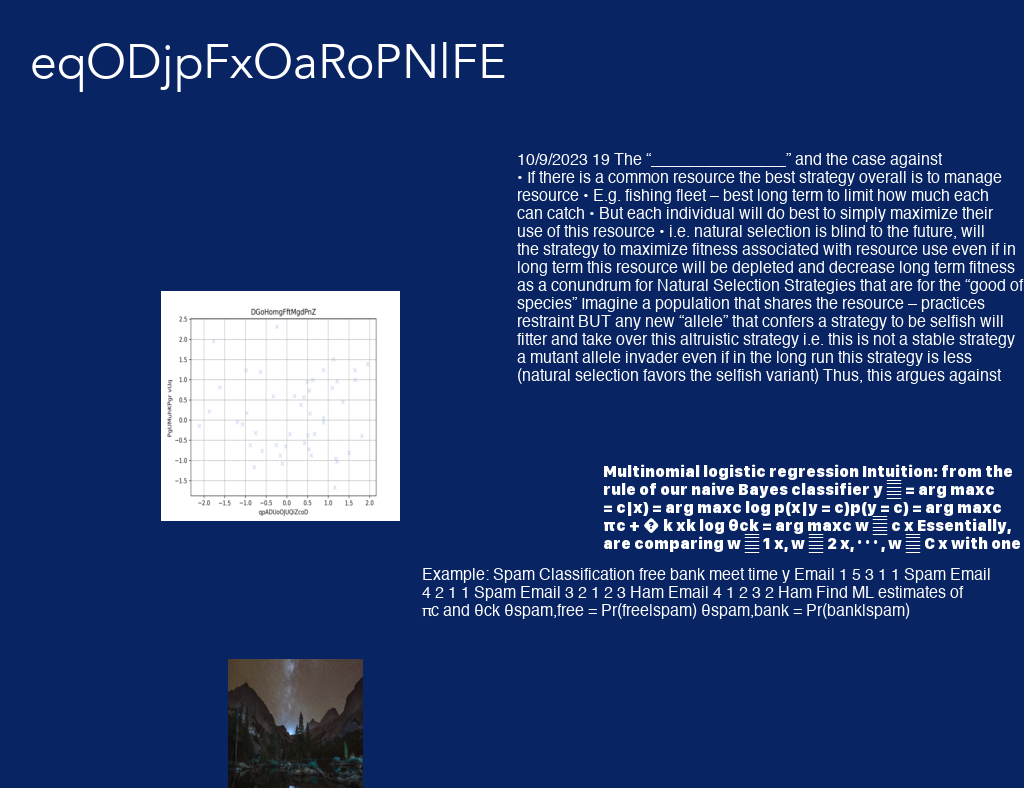 eqODjpFxOaRoPNlFE
10/9/2023 19 The “________________” and the case against
• If there is a common resource the best strategy overall is to manage
resource • E.g. fishing fleet – best long term to limit how much each
can catch • But each individual will do best to simply maximize their
use of this resource • i.e. natural selection is blind to the future, will
the strategy to maximize fitness associated with resource use even if in
long term this resource will be depleted and decrease long term fitness
as a conundrum for Natural Selection Strategies that are for the “good of
species” Imagine a population that shares the resource – practices
restraint BUT any new “allele” that confers a strategy to be selfish will
fitter and take over this altruistic strategy i.e. this is not a stable strategy
a mutant allele invader even if in the long run this strategy is less
(natural selection favors the selfish variant) Thus, this argues against
DGoHomgFftMgdPnZ
2.5
2.0
1.5
1.0
0.5
0.0
−0.5
−1.0
−1.5
−2.0 −1.5 −1.0 −0.5 0.0 0.5 1.0 1.5 2.0
qpADUoOJUQiZcoD
Multinomial logistic regression Intuition: from the
rule of our naive Bayes classifier y = arg maxc
= c|x) = arg maxc log p(x|y = c)p(y = c) = arg maxc
πc + � k xk log θck = arg maxc w c x Essentially,
are comparing w 1 x, w 2 x, · · · , w C x with one
Example: Spam Classification free bank meet time y Email 1 5 3 1 1 Spam Email
4 2 1 1 Spam Email 3 2 1 2 3 Ham Email 4 1 2 3 2 Ham Find ML estimates of
πc and θck θspam,free = Pr(free|spam) θspam,bank = Pr(bank|spam)